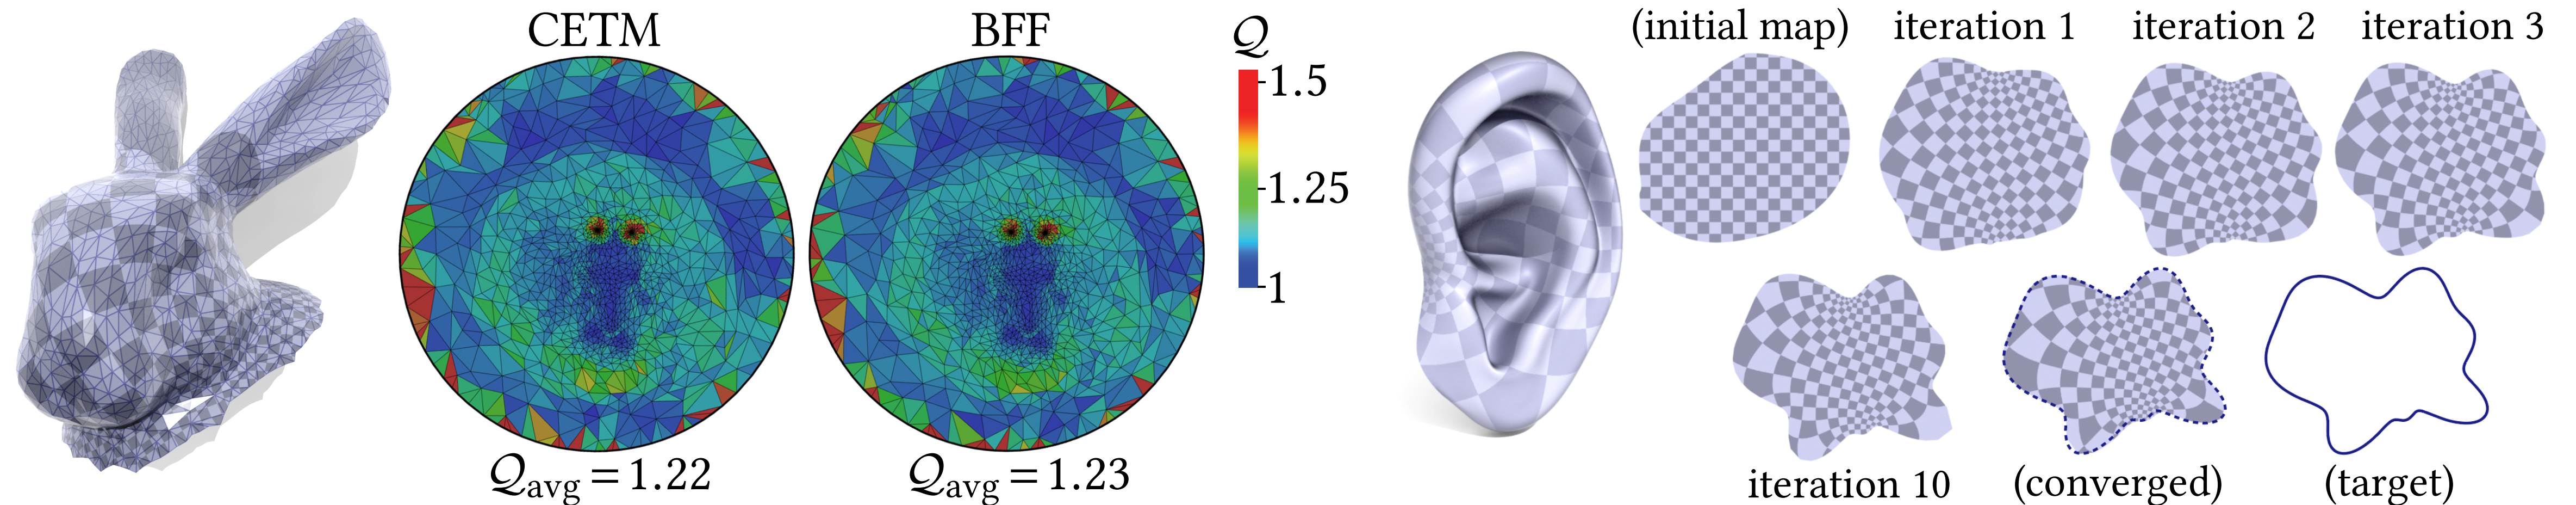 CETM
BFF
Q
1.5
1.25
1
Qavg = 1.22
Qavg = 1.23
(initial map)
iteration 1
iteration 2
iteration 3
iteration 10
(converged)
(target)